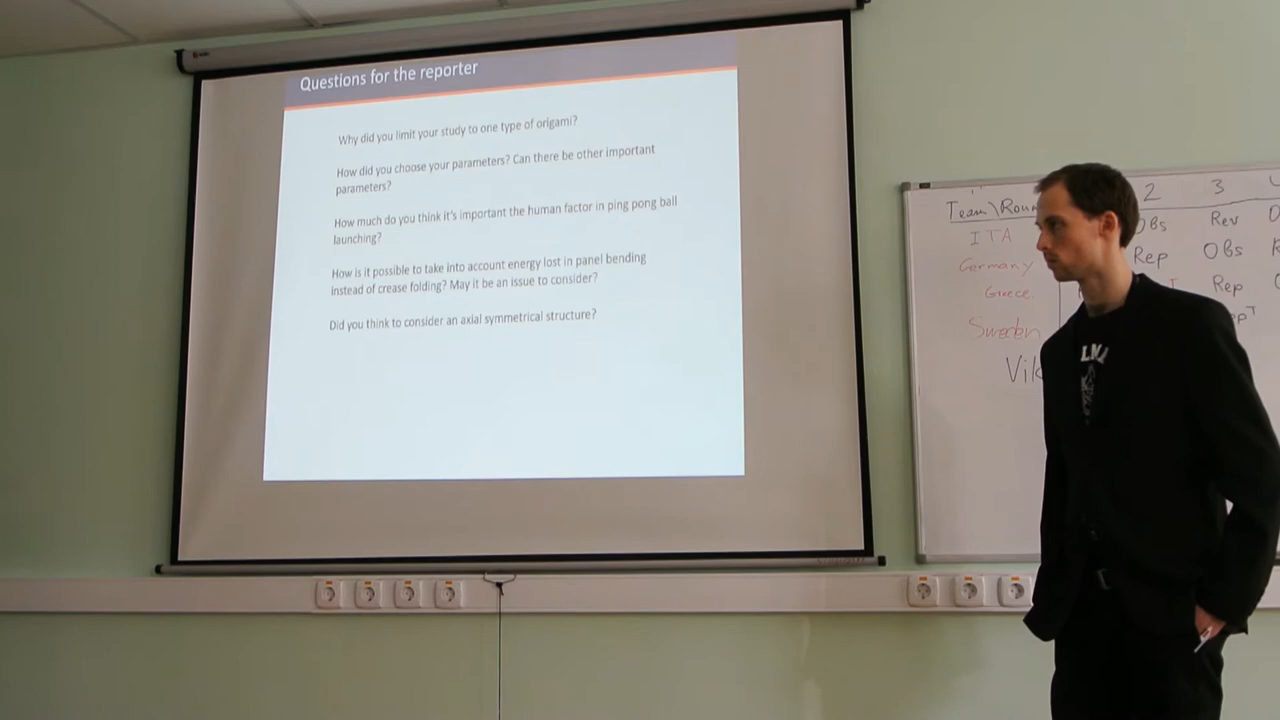 Questions for the reporter
Why did you limit your study to one type of origami?
How did you choose your parameters? Can there be other important
parameters?
How much do you think it's important the human factor in ping pong ball
launching?
How is it possible to take into account energy lost in panel bending
instead of crease folding? May it be an issue to consider?
Did you think to consider an axial symmetrical structure?
Team\Roun 2 3
ITA Obs Rev
Germany Rep Obs
Greece Rep
Sweden
Vik